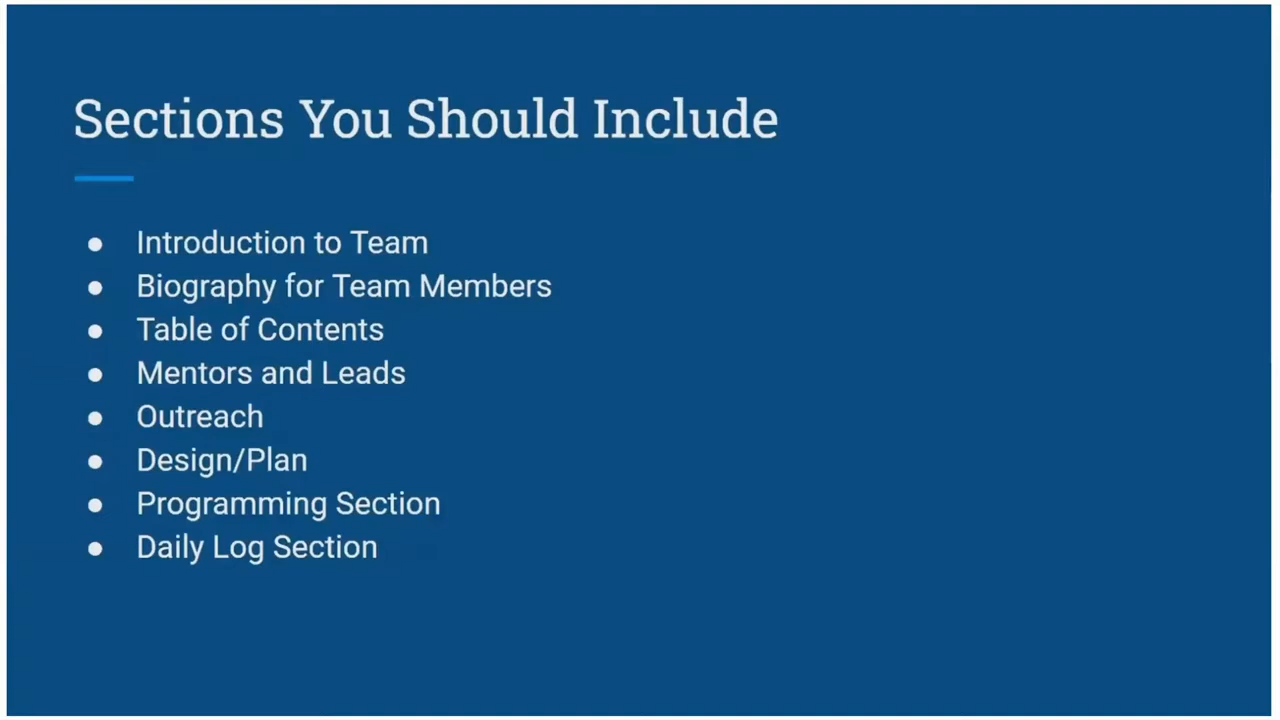 Sections You Should Include
● Introduction to Team
● Biography for Team Members
● Table of Contents
● Mentors and Leads
● Outreach
● Design/Plan
● Programming Section
● Daily Log Section